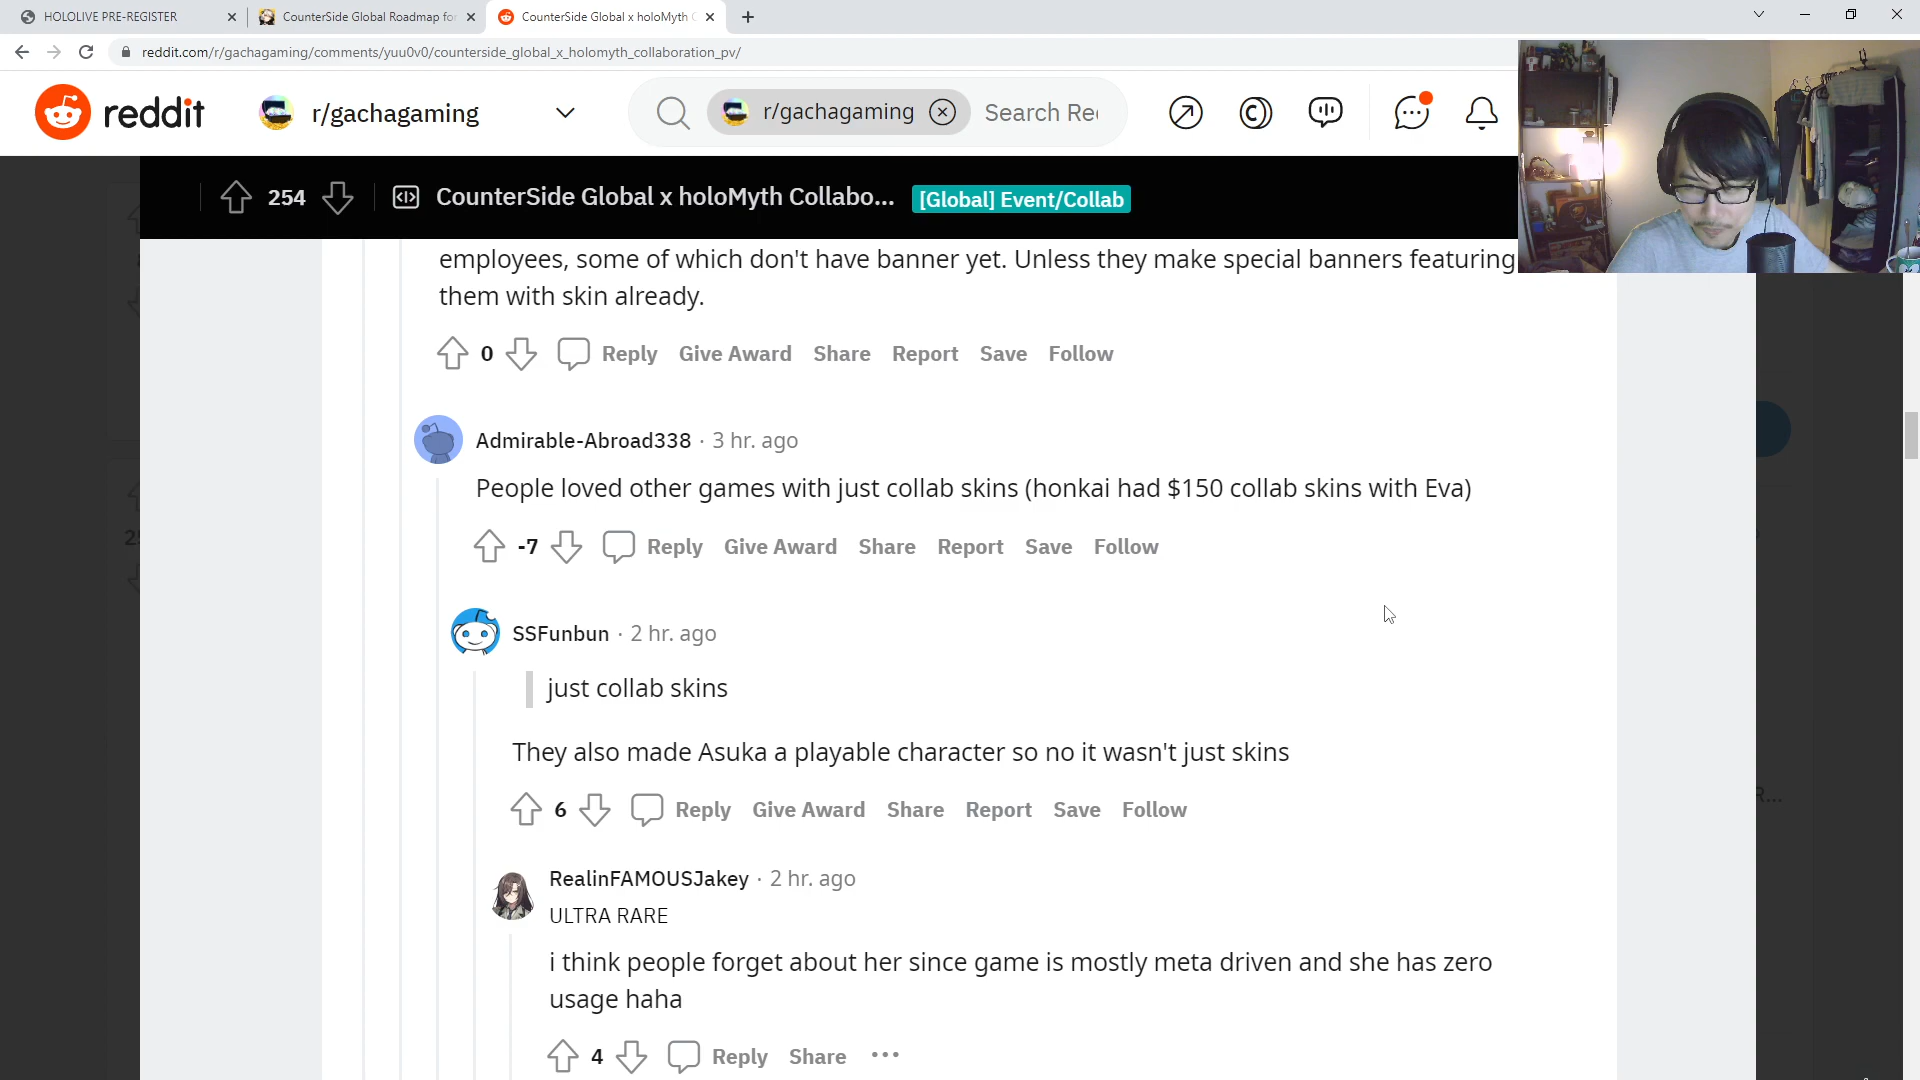 HOLOLIVE PRE-REGISTER
CounterSide Global Roadmap for
CounterSide Global x holoMyth C
reddit.com/r/gachagaming/comments/yuu0v0/counterside_global_x_holomyth_collaboration_pv/
reddit r/gachagaming r/gachagaming Search Re
254 CounterSide Global x holoMyth Collabo... [Global] Event/Collab
employees, some of which don't have banner yet. Unless they make special banners featuring
them with skin already.
0 Reply Give Award Share Report Save Follow
Admirable-Abroad338 · 3 hr. ago
People loved other games with just collab skins (honkai had $150 collab skins with Eva)
-7 Reply Give Award Share Report Save Follow
SSFunbun · 2 hr. ago
just collab skins
They also made Asuka a playable character so no it wasn't just skins
6 Reply Give Award Share Report Save Follow
RealinFAMOUSJakey · 2 hr. ago
ULTRA RARE
i think people forget about her since game is mostly meta driven and she has zero
usage haha
4 Reply Share ...